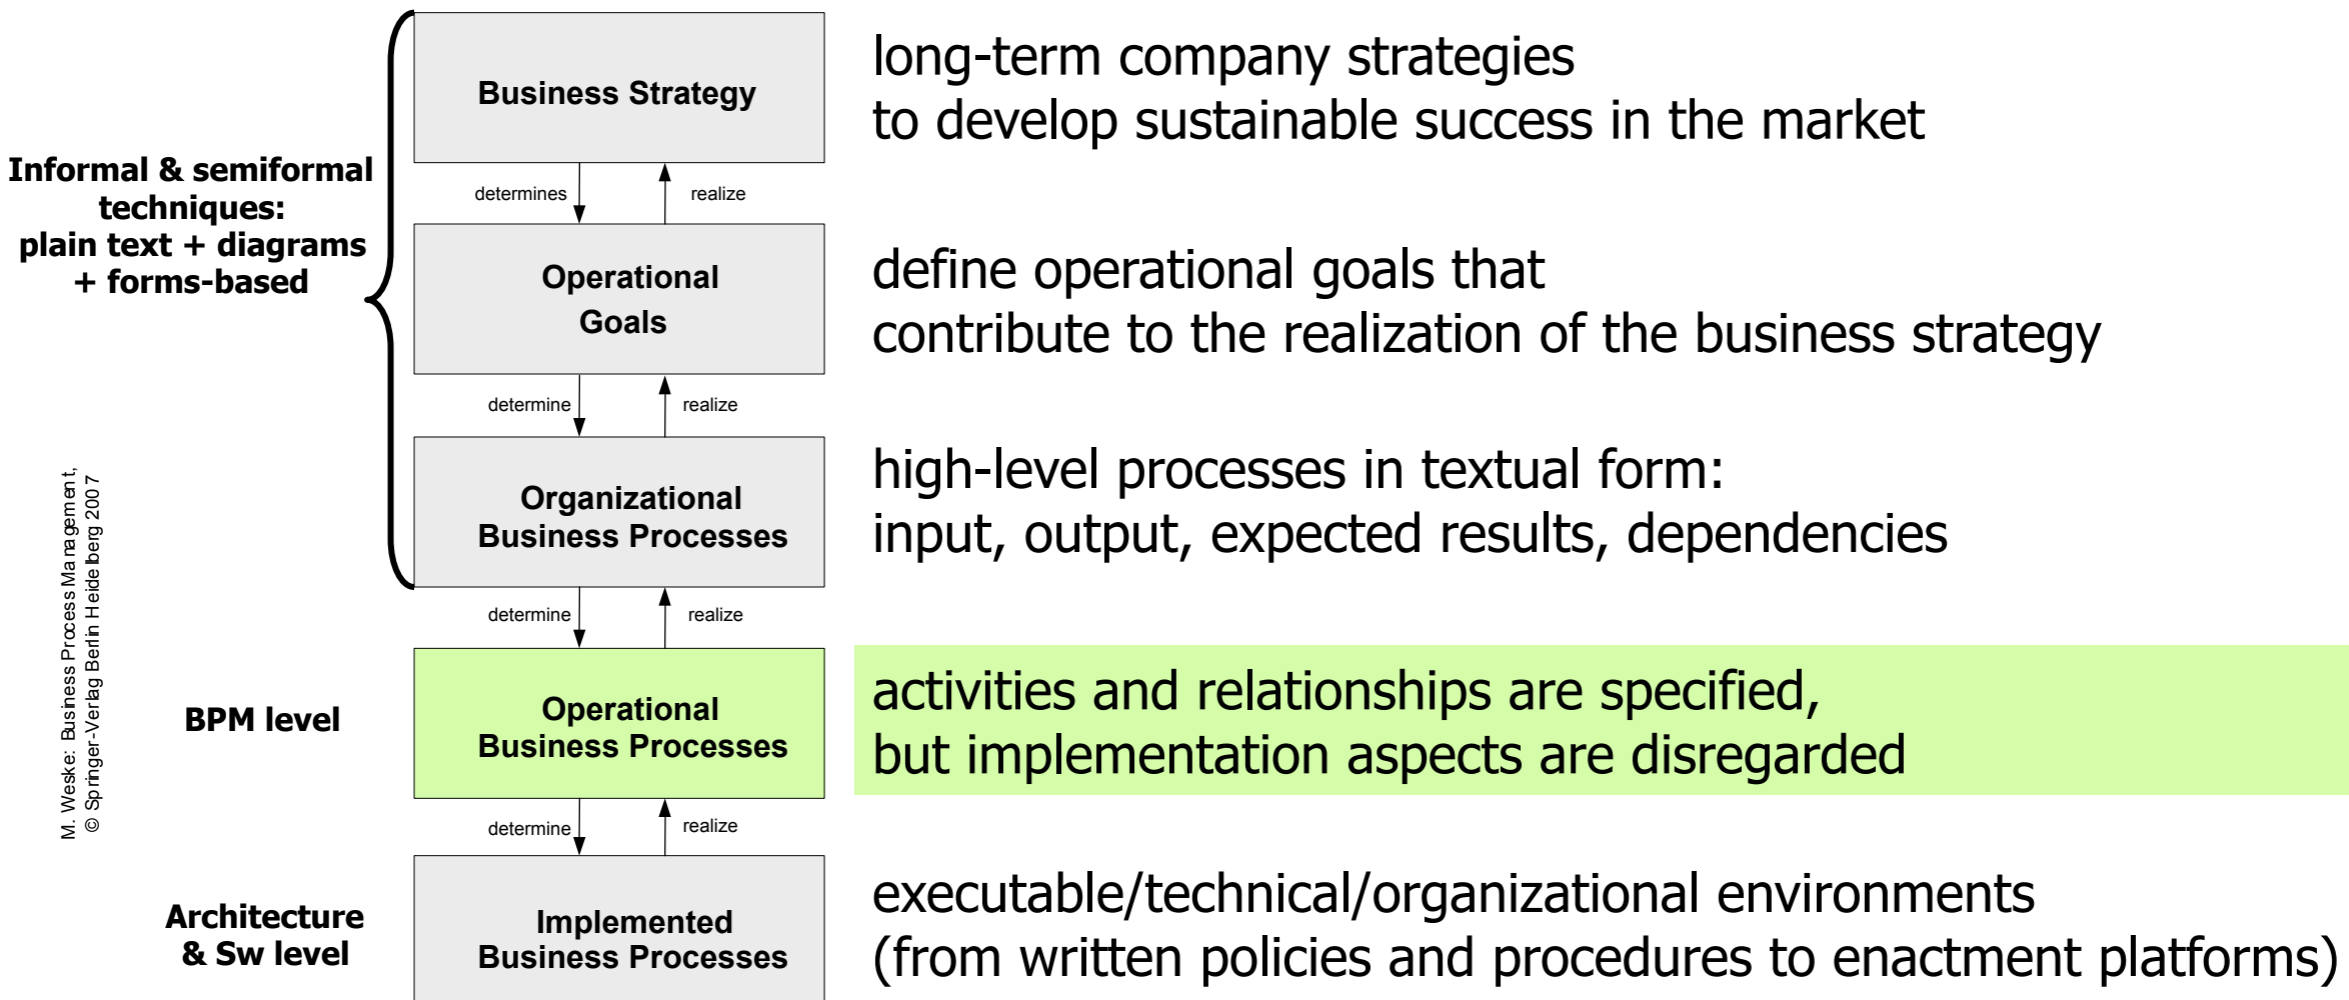 Business Strategy
long-term company strategies
to develop sustainable success in the market
Informal & semiformal
techniques:
plain text + diagrams
+ forms-based
determines
realize
Operational
Goals
define operational goals that
contribute to the realization of the business strategy
determine
realize
Organizational
Business Processes
high-level processes in textual form:
input, output, expected results, dependencies
M. Weske: Business Process Management,
© Springer-Verlag Berlin Heidelberg 2007
determine
realize
BPM level
Operational
Business Processes
activities and relationships are specified,
but implementation aspects are disregarded
determine
realize
Architecture
& Sw level
Implemented
Business Processes
executable/technical/organizational environments
(from written policies and procedures to enactment platforms)